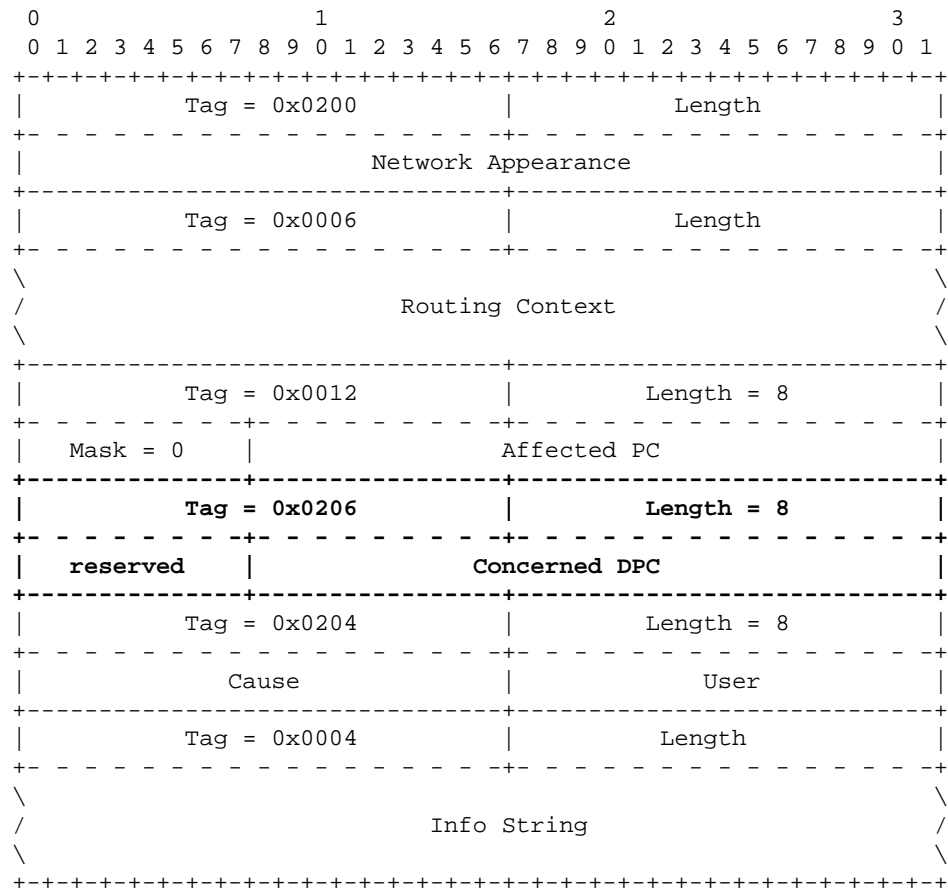 0                   1                   2                   3
0 1 2 3 4 5 6 7 8 9 0 1 2 3 4 5 6 7 8 9 0 1 2 3 4 5 6 7 8 9 0 1
+-+-+-+-+-+-+-+-+-+-+-+-+-+-+-+-+-+-+-+-+-+-+-+-+-+-+-+-+-+-+-+-+
|           Tag = 0x0200          |           Length            |
+- - - - - - - - - - - - - - - - -+- - - - - - - - - - - - - - -+
|                        Network Appearance                     |
+---------------------------------+-----------------------------+
|           Tag = 0x0006          |           Length            |
+- - - - - - - - - - - - - - - - -+- - - - - - - - - - - - - - -+
\                                                               \
/                          Routing Context                      /
\                                                               \
+---------------------------------+-----------------------------+
|           Tag = 0x0012          |         Length = 8          |
+- - - - - - - -+- - - - - - - - -+- - - - - - - - - - - - - - -+
|   Mask = 0    |                 Affected PC                   |
+---------------+-----------------+-----------------------------+
|           Tag = 0x0206          |         Length = 8          |
+- - - - - - - -+- - - - - - - - -+- - - - - - - - - - - - - - -+
|   reserved    |               Concerned DPC                   |
+---------------+-----------------+-----------------------------+
|           Tag = 0x0204          |         Length = 8          |
+- - - - - - - - - - - - - - - - -+- - - - - - - - - - - - - - -+
|              Cause              |             User            |
+---------------------------------+-----------------------------+
|           Tag = 0x0004          |          Length             |
+- - - - - - - - - - - - - - - - -+- - - - - - - - - - - - - - -+
\                                                               \
/                            Info String                        /
\                                                               \
+-+-+-+-+-+-+-+-+-+-+-+-+-+-+-+-+-+-+-+-+-+-+-+-+-+-+-+-+-+-+-+-+